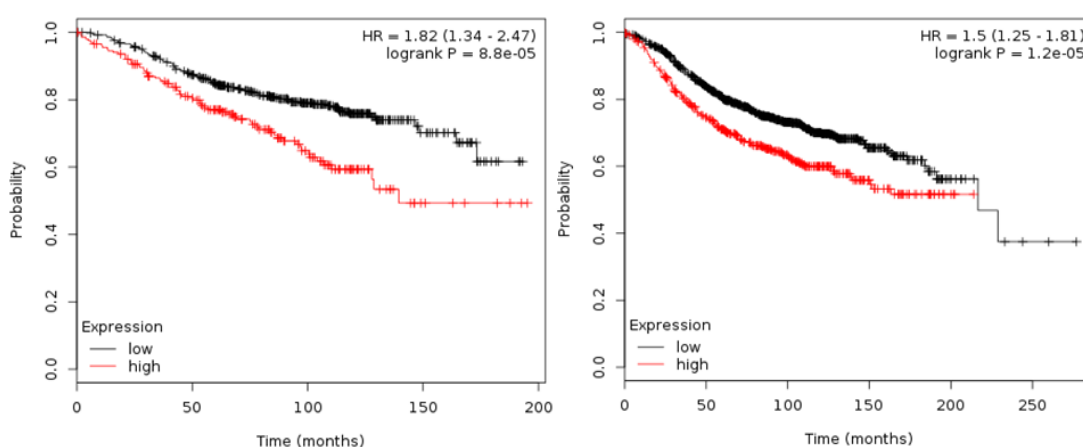 HR = 1.82 (1.34 - 2.47)
logrank P = 8.8e-05
Probability
1.0
0.8
0.6
0.4
0.2
0.0
Expression
low
high
0 50 100 150 200
Time (months)
HR = 1.5 (1.25 - 1.81)
logrank P = 1.2e-05
Probability
1.0
0.8
0.6
0.4
0.2
0.0
Expression
low
high
0 50 100 150 200 250
Time (months)